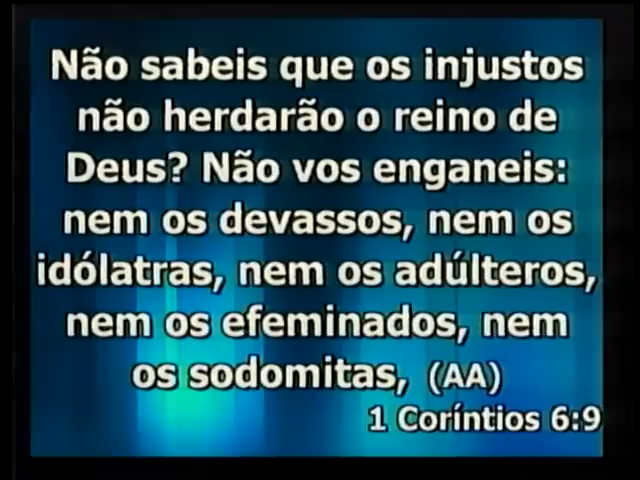 Não sabeis que os injustos
não herdarão o reino de
Deus? Não vos enganeis:
nem os devassos, nem os
idólatras, nem os adúlteros,
nem os efeminados, nem
os sodomitas, (AA)
1 Coríntios 6:9